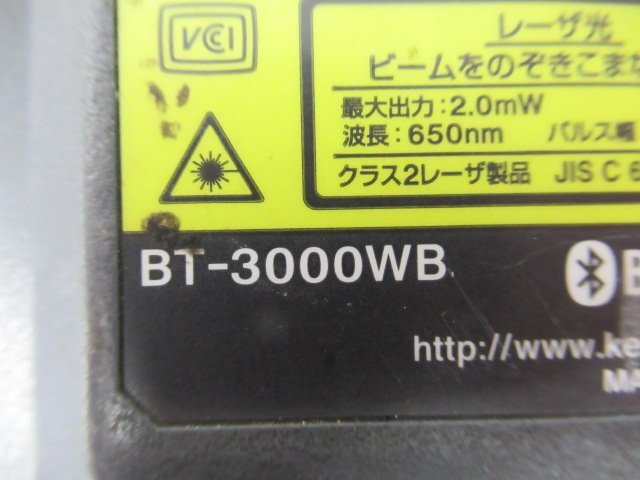 VCCI
レーザ光
ビームをのぞきこまな
最大出力:2.0mW
波長:650nm パルス幅
クラス2レーザ製品 JIS C 6
BT-3000WB B
http://www.ke
MA